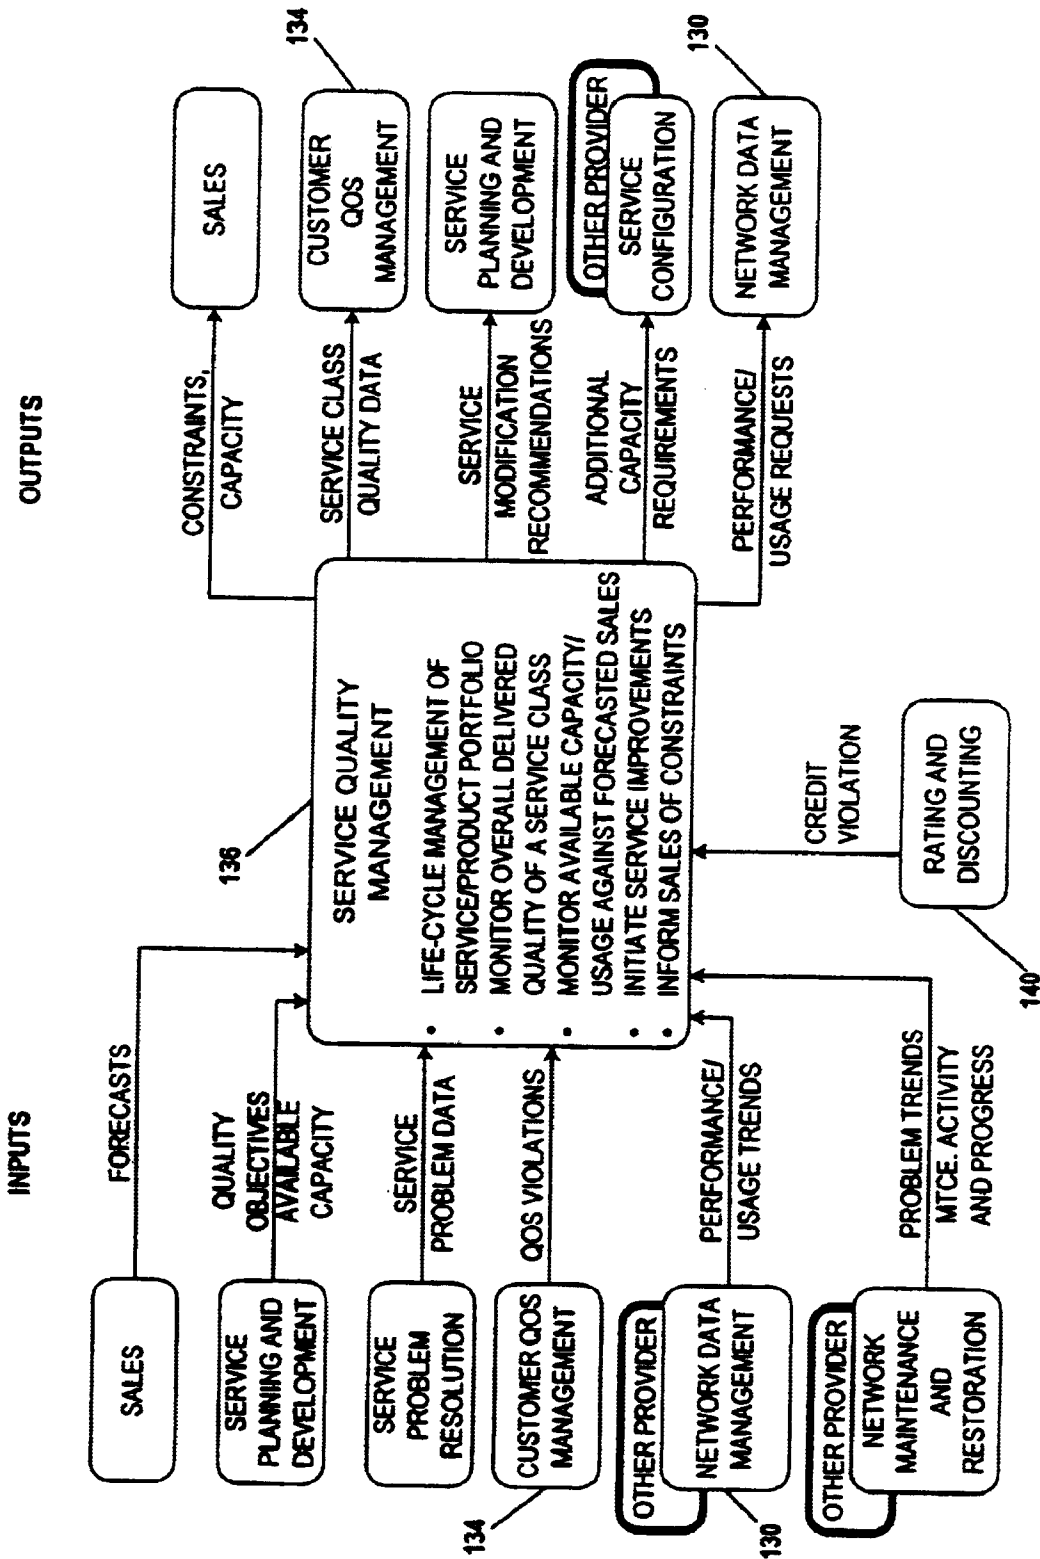 INPUTS
OUTPUTS
SALES
FORECASTS
SERVICE
PLANNING AND
DEVELOPMENT
QUALITY
OBJECTIVES
AVAILABLE
CAPACITY
SERVICE
PROBLEM
RESOLUTION
SERVICE
PROBLEM DATA
CUSTOMER QOS
MANAGEMENT
134
QOS VIOLATIONS
OTHER PROVIDER
NETWORK DATA
MANAGEMENT
130
PERFORMANCE/
USAGE TRENDS
OTHER PROVIDER
NETWORK
MAINTENANCE
AND
RESTORATION
PROBLEM TRENDS
MTCE. ACTIVITY
AND PROGRESS
136
SERVICE QUALITY
MANAGEMENT
• LIFE-CYCLE MANAGEMENT OF
SERVICE/PRODUCT PORTFOLIO
• MONITOR OVERALL DELIVERED
QUALITY OF A SERVICE CLASS
• MONITOR AVAILABLE CAPACITY/
USAGE AGAINST FORECASTED SALES
• INITIATE SERVICE IMPROVEMENTS
• INFORM SALES OF CONSTRAINTS
CREDIT
VIOLATION
RATING AND
DISCOUNTING
140
CONSTRAINTS,
CAPACITY
SALES
SERVICE CLASS
QUALITY DATA
CUSTOMER
QOS
MANAGEMENT
134
SERVICE
MODIFICATION
RECOMMENDATIONS
SERVICE
PLANNING AND
DEVELOPMENT
ADDITIONAL
CAPACITY
REQUIREMENTS
OTHER PROVIDER
SERVICE
CONFIGURATION
PERFORMANCE/
USAGE REQUESTS
NETWORK DATA
MANAGEMENT
130